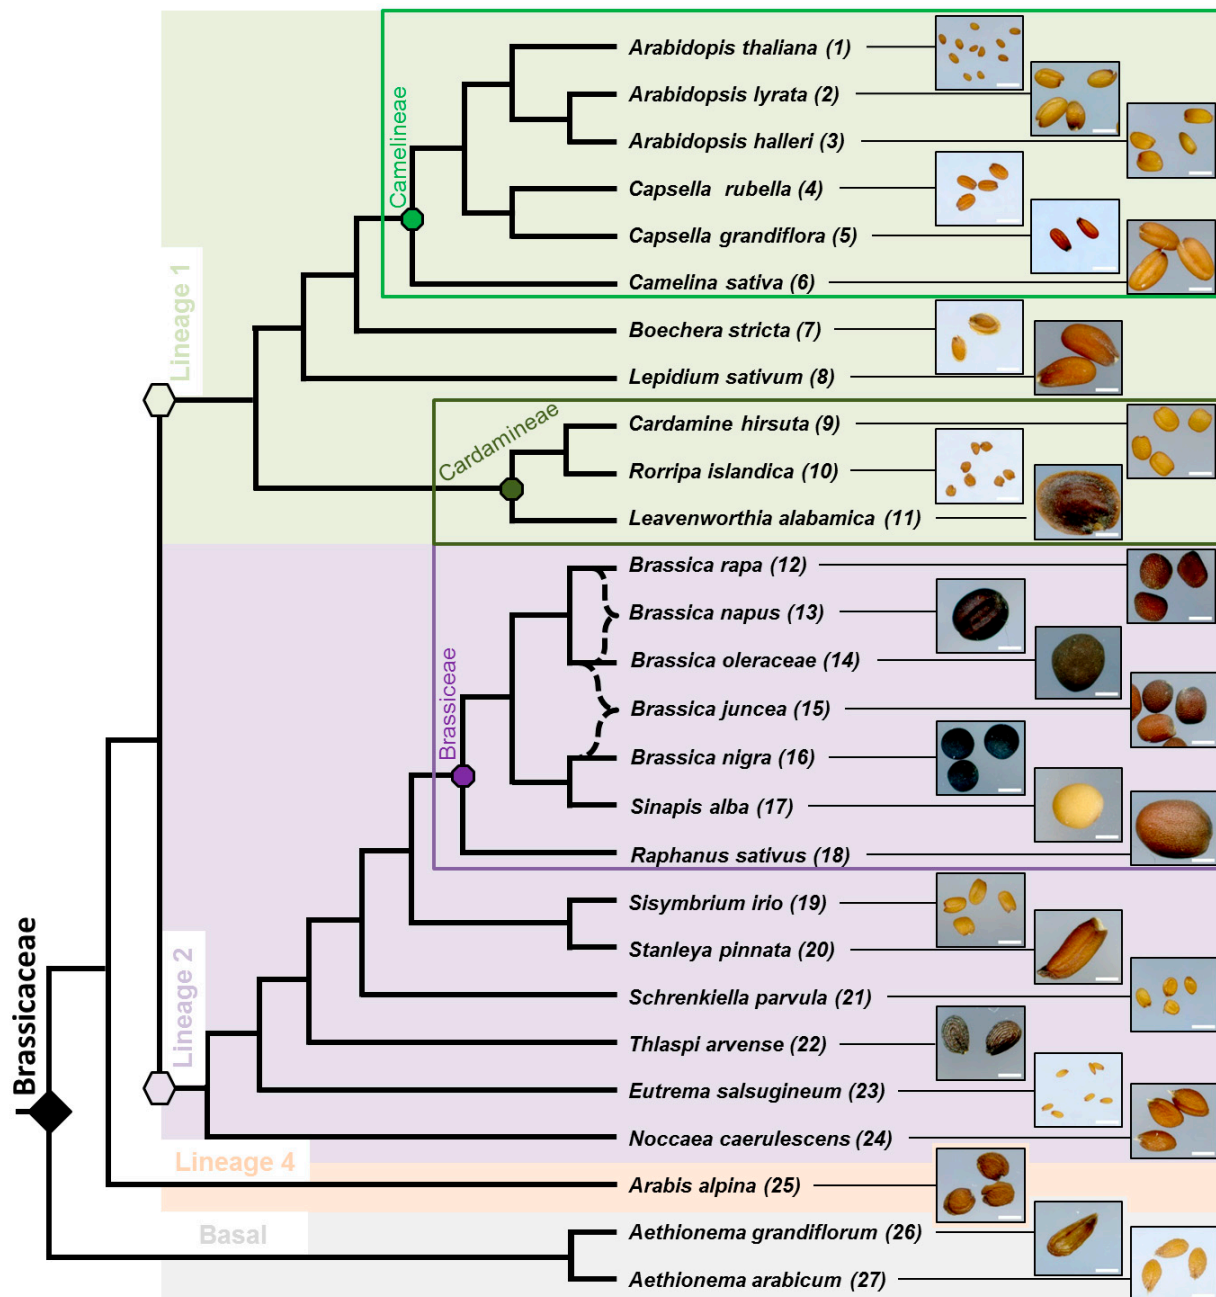 Arabidopis thaliana (1)
Arabidopsis lyrata (2)
Arabidopsis halleri (3)
Capsella rubella (4)
Capsella grandiflora (5)
Camelina sativa (6)
Camelineae
Boechera stricta (7)
Lepidium sativum (8)
Lineage 1
Cardamineae
Cardamine hirsuta (9)
Rorripa islandica (10)
Leavenworthia alabamica (11)
Brassica rapa (12)
Brassica napus (13)
Brassica oleraceae (14)
Brassica juncea (15)
Brassica nigra (16)
Sinapis alba (17)
Raphanus sativus (18)
Brassiceae
Sisymbrium irio (19)
Stanleya pinnata (20)
Schrenkiella parvula (21)
Thlaspi arvense (22)
Eutrema salsugineum (23)
Noccaea caerulescens (24)
Lineage 2
Brassicaceae
Lineage 4
Arabis alpina (25)
Basal
Aethionema grandiflorum (26)
Aethionema arabicum (27)